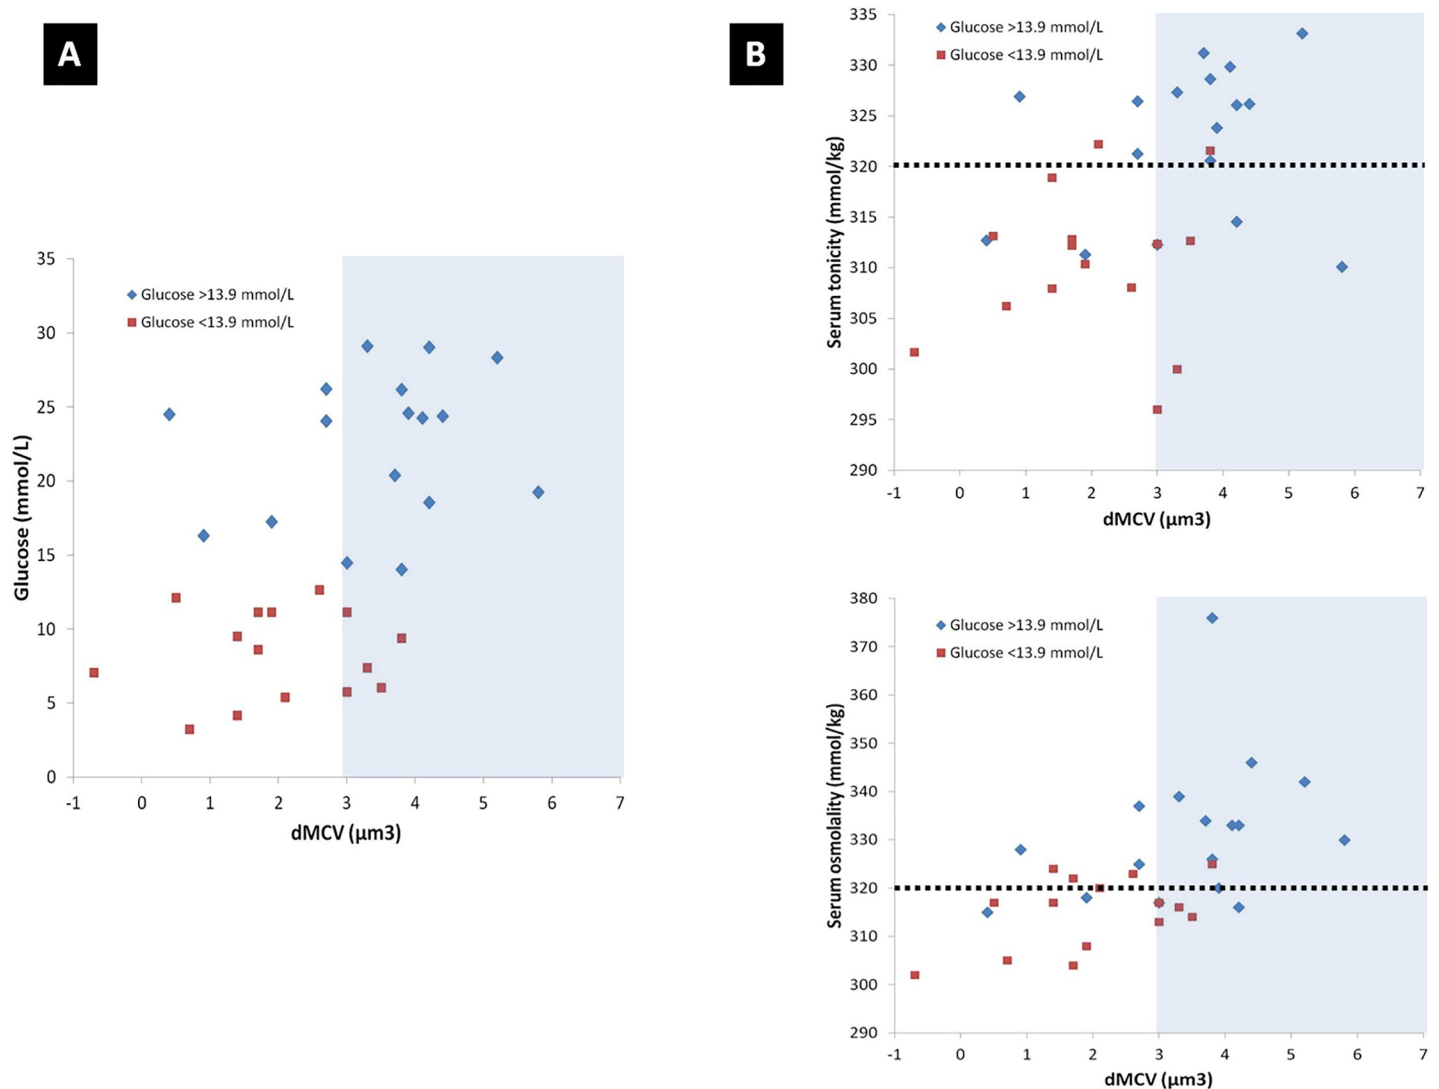 A
Glucose >13.9 mmol/L
Glucose <13.9 mmol/L
Glucose (mmol/L)
35
30
25
20
15
10
5
0
-1 0 1 2 3 4 5 6 7
dMCV (µm3)
B
Glucose >13.9 mmol/L
Glucose <13.9 mmol/L
Serum tonicity (mmol/kg)
335
330
325
320
315
310
305
300
295
290
-1 0 1 2 3 4 5 6 7
dMCV (µm3)
Glucose >13.9 mmol/L
Glucose <13.9 mmol/L
Serum osmolality (mmol/kg)
380
370
360
350
340
330
320
310
300
290
-1 0 1 2 3 4 5 6 7
dMCV (µm3)